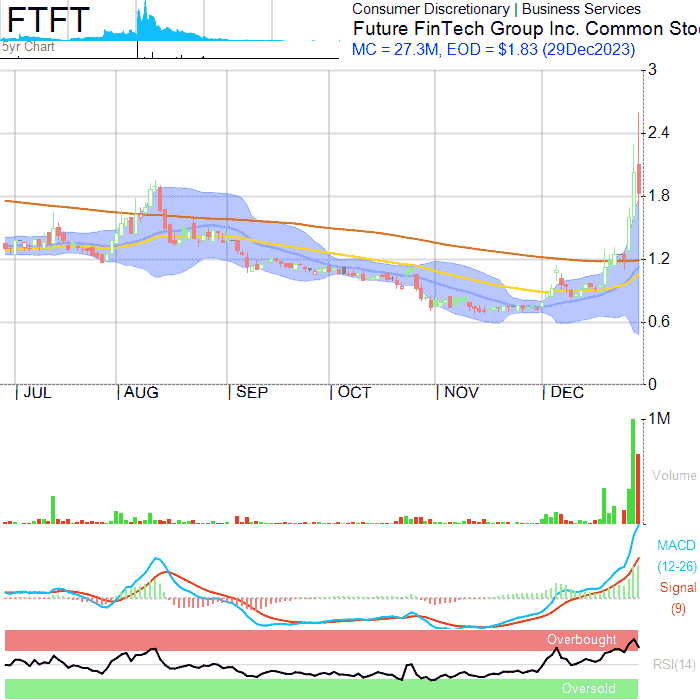 FTFT
5yr Chart
Consumer Discretionary | Business Services
Future FinTech Group Inc. Common Sto
MC = 27.3M, EOD = $1.83 (29Dec2023)
3
2.4
1.8
1.2
0.6
0
JUL AUG SEP OCT NOV DEC
1M
Volume
MACD
(12-26)
Signal
(9)
Overbought
RSI(14)
Oversold